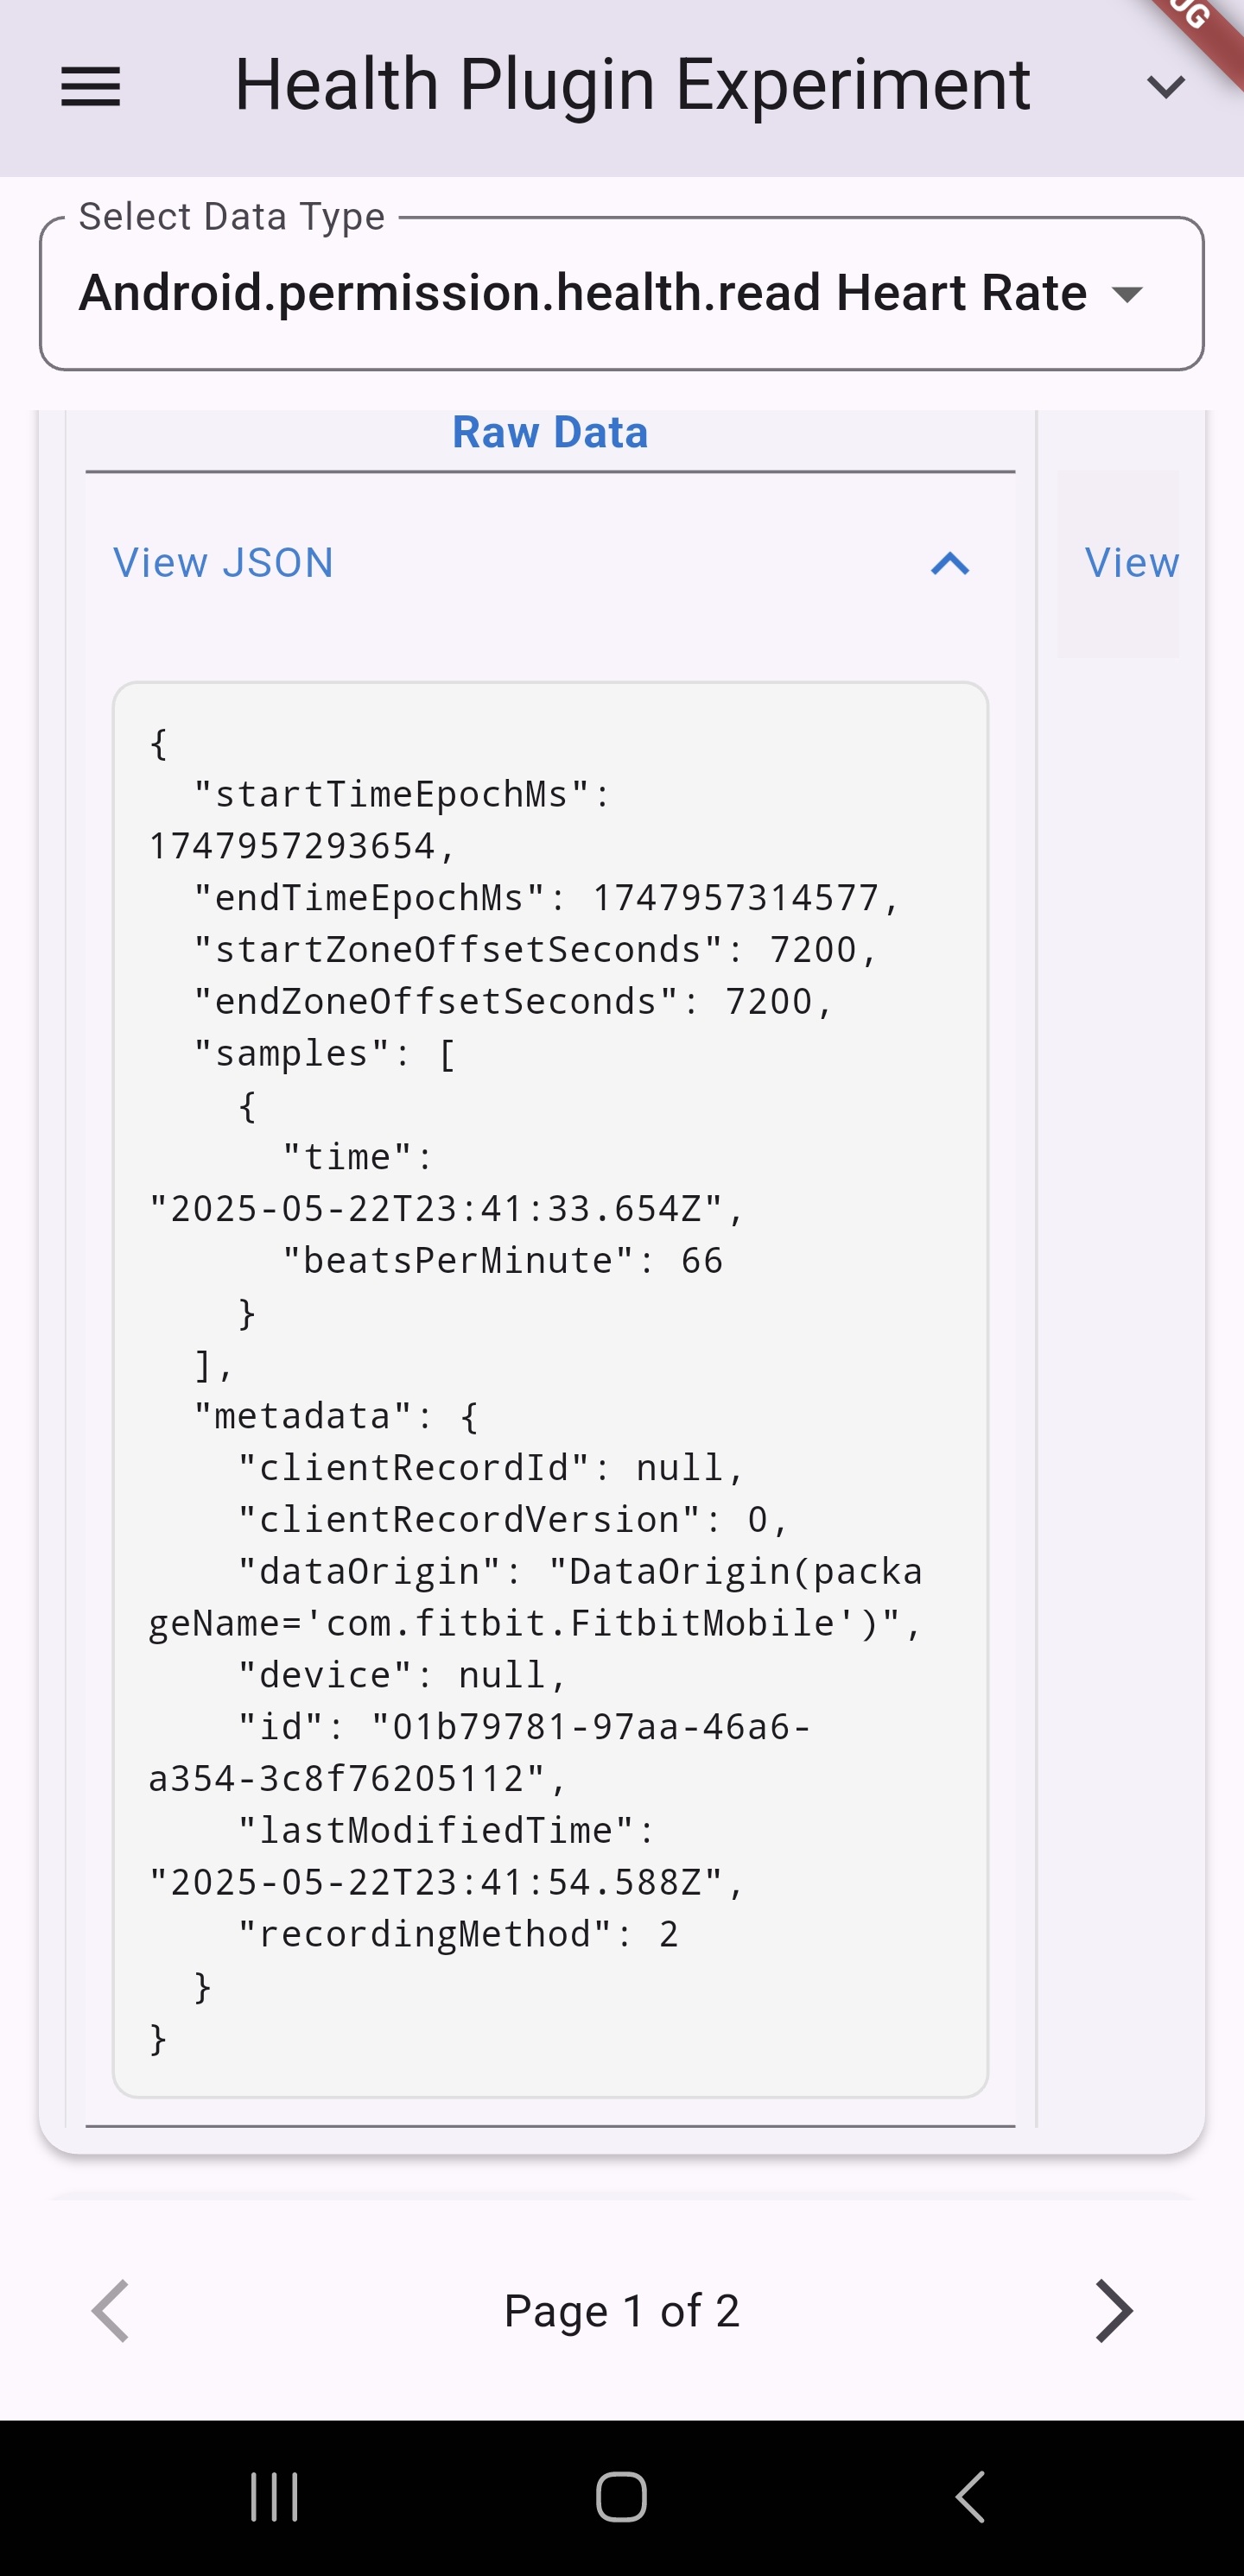 UG
Health Plugin Experiment
Select Data Type
Android.permission.health.read Heart Rate
Raw Data
View JSON
View
{
  "startTimeEpochMs":
1747957293654,
  "endTimeEpochMs": 1747957314577,
  "startZoneOffsetSeconds": 7200,
  "endZoneOffsetSeconds": 7200,
  "samples": [
    {
      "time":
"2025-05-22T23:41:33.654Z",
      "beatsPerMinute": 66
    }
  ],
  "metadata": {
    "clientRecordId": null,
    "clientRecordVersion": 0,
    "dataOrigin": "DataOrigin(packa
geName='com.fitbit.FitbitMobile')",
    "device": null,
    "id": "01b79781-97aa-46a6-
a354-3c8f76205112",
    "lastModifiedTime":
"2025-05-22T23:41:54.588Z",
    "recordingMethod": 2
  }
}
Page 1 of 2